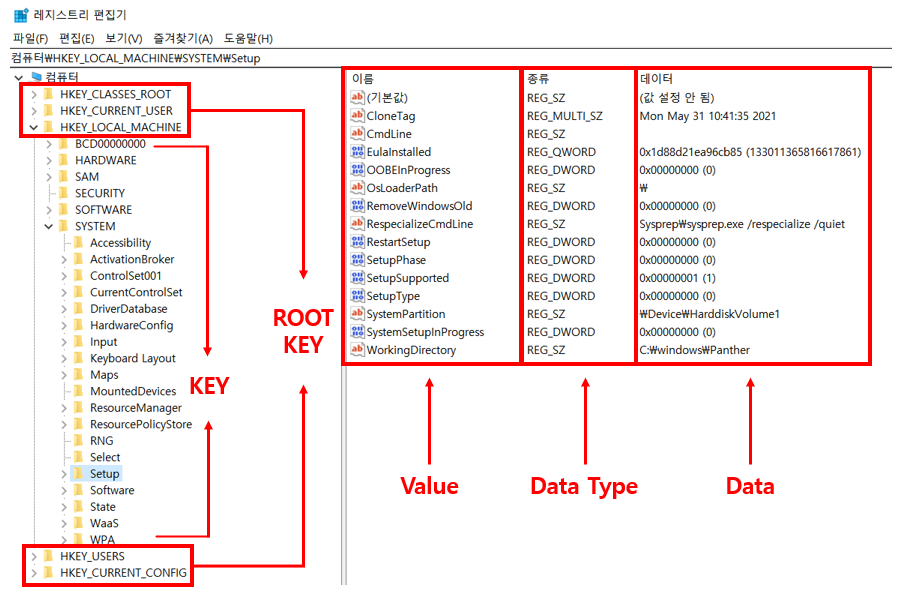 레지스트리 편집기
파일(F) 편집(E) 보기(V) 즐겨찾기(A) 도움말(H)
컴퓨터₩HKEY_LOCAL_MACHINE₩SYSTEM₩Setup
컴퓨터
HKEY_CLASSES_ROOT
HKEY_CURRENT_USER
HKEY_LOCAL_MACHINE
BCD00000000
HARDWARE
SAM
SECURITY
SOFTWARE
SYSTEM
Accessibility
ActivationBroker
ControlSet001
CurrentControlSet
DriverDatabase
HardwareConfig
Input
Keyboard Layout
Maps
MountedDevices
ResourceManager
ResourcePolicyStore
RNG
Select
Setup
Software
State
WaaS
WPA
HKEY_USERS
HKEY_CURRENT_CONFIG
KEY
ROOT
KEY
이름 종류 데이터
(기본값) REG_SZ (값 설정 안 됨)
CloneTag REG_MULTI_SZ Mon May 31 10:41:35 2021
CmdLine REG_SZ
EulaInstalled REG_QWORD 0x1d88d21ea96cb85 (133011365816617861)
OOBEInProgress REG_DWORD 0x00000000 (0)
OsLoaderPath REG_SZ ₩
RemoveWindowsOld REG_DWORD 0x00000000 (0)
RespecializeCmdLine REG_SZ Sysprep₩sysprep.exe /respecialize /quiet
RestartSetup REG_DWORD 0x00000000 (0)
SetupPhase REG_DWORD 0x00000000 (0)
SetupSupported REG_DWORD 0x00000001 (1)
SetupType REG_DWORD 0x00000000 (0)
SystemPartition REG_SZ ₩Device₩HarddiskVolume1
SystemSetupInProgress REG_DWORD 0x00000000 (0)
WorkingDirectory REG_SZ C:₩windows₩Panther
Value Data Type Data